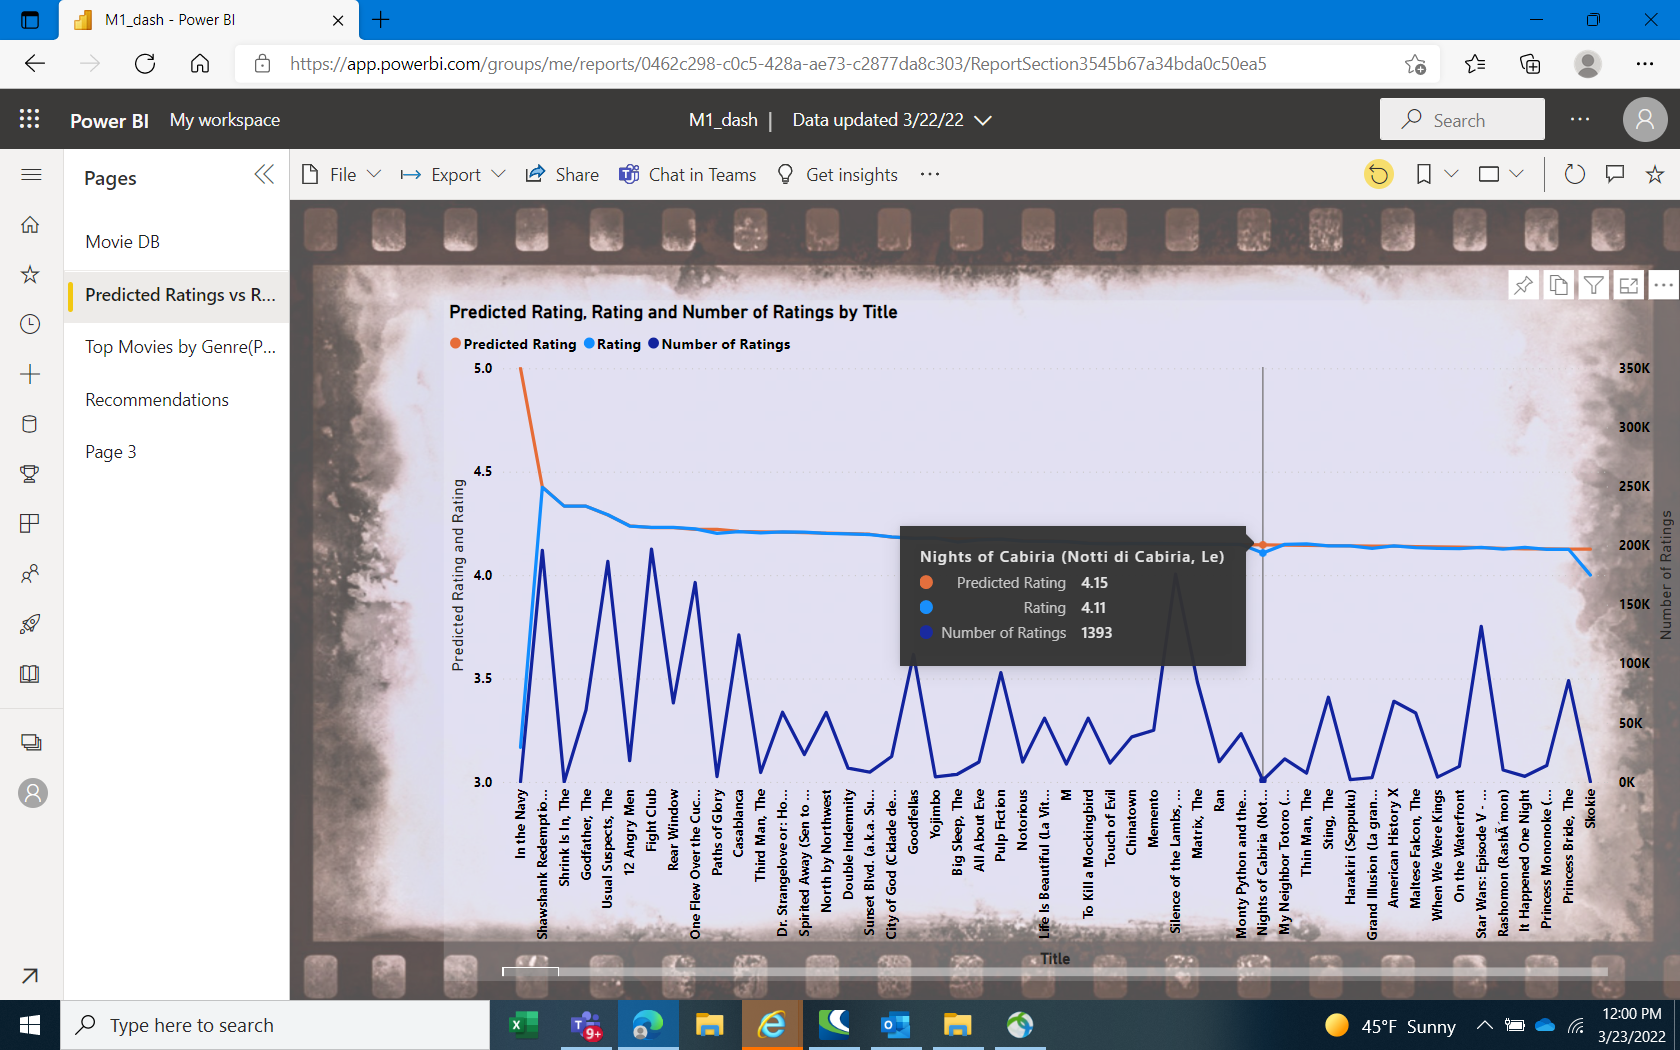 M1_dash - Power BI
https://app.powerbi.com/groups/me/reports/0462c298-c0c5-428a-ae73-c2877da8c303/ReportSection3545b67a34bda0c50ea5
Power BI My workspace M1_dash | Data updated 3/22/22 Search
Pages
File Export Share Chat in Teams Get insights
Movie DB
Predicted Ratings vs R...
Top Movies by Genre(P...
Recommendations
Page 3
Predicted Rating, Rating and Number of Ratings by Title
Predicted Rating Rating Number of Ratings
5.0
4.5
4.0
3.5
3.0
Predicted Rating and Rating
350K
300K
250K
200K
150K
100K
50K
0K
Number of Ratings
Nights of Cabiria (Notti di Cabiria, Le)
Predicted Rating 4.15
Rating 4.11
Number of Ratings 1393
In the Navy
Shawshank Redemptio...
Shrink Is In, The
Godfather, The
Usual Suspects, The
12 Angry Men
Fight Club
Rear Window
One Flew Over the Cuc...
Paths of Glory
Casablanca
Third Man, The
Dr. Strangelove or: Ho...
Spirited Away (Sen to ...
North by Northwest
Double Indemnity
Sunset Blvd. (a.k.a. Su...
City of God (Cidade de...
Goodfellas
Yojimbo
Big Sleep, The
All About Eve
Pulp Fiction
Notorious
Life Is Beautiful (La Vit...
M
To Kill a Mockingbird
Touch of Evil
Chinatown
Memento
Silence of the Lambs, ...
Matrix, The
Ran
Monty Python and the...
Nights of Cabiria (Not...
My Neighbor Totoro (...
Thin Man, The
Sting, The
Harakiri (Seppuku)
Grand Illusion (La gran...
American History X
Maltese Falcon, The
When We Were Kings
On the Waterfront
Star Wars: Episode V - ...
Rashomon (RashÃ´mon)
It Happened One Night
Princess Mononoke (...
Princess Bride, The
Skokie
Title
Type here to search
9+
45°F Sunny
12:00 PM
3/23/2022